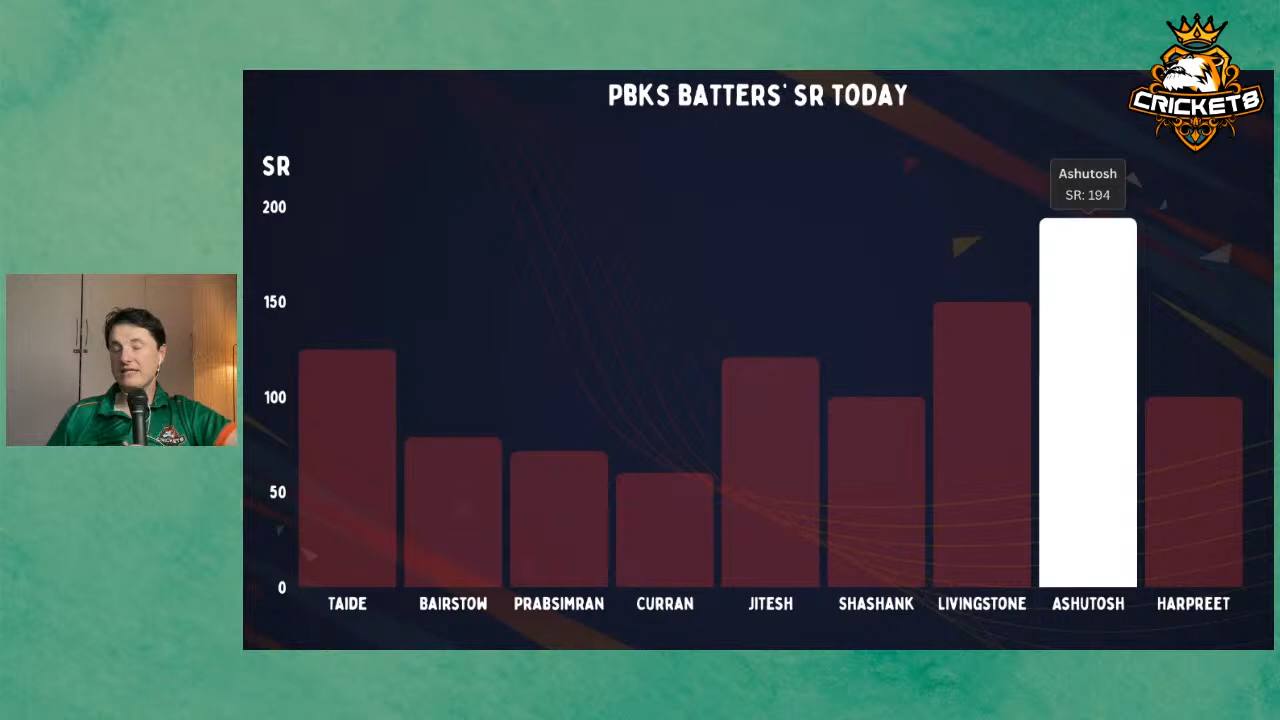 PBKS BATTERS' SR TODAY
CRICKET8
SR
Ashutosh
SR: 194
200
150
100
50
0
TAIDE BAIRSTOW PRABSIMRAN CURRAN JITESH SHASHANK LIVINGSTONE ASHUTOSH HARPREET
CRICKET8